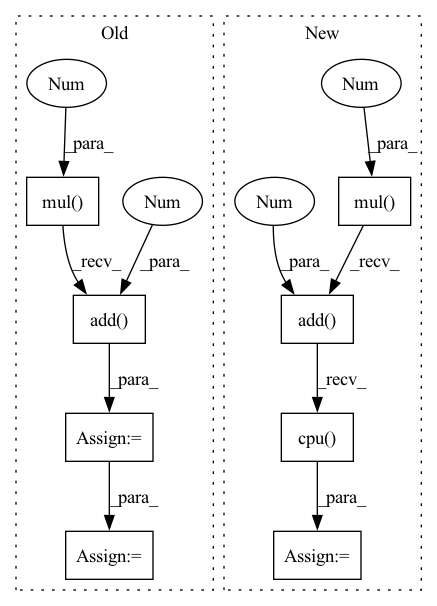 Old
New
Num
Num
_para_
_para_
mul()
Num
Num
mul()
_recv_
_para_
_para_
_recv_
add()
add()
_para_
_recv_
Assign:=
cpu()
_para_
_para_
Assign:=
Assign:=